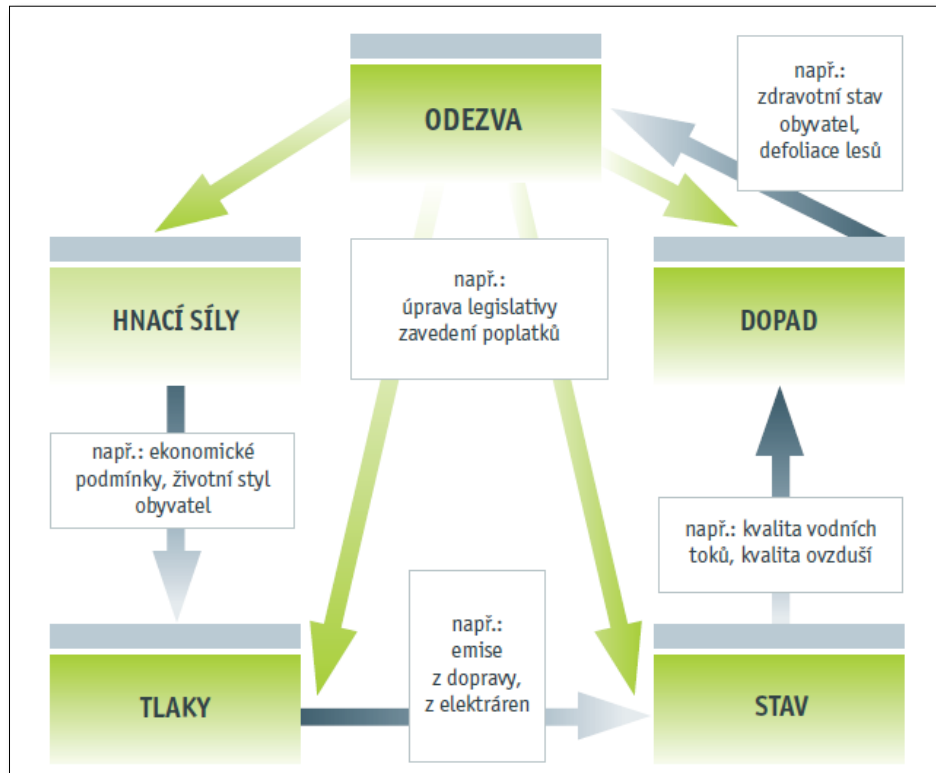 ODEZVA
např.:
zdravotní stav
obyvatel,
defoliace lesů
HNACÍ SÍLY
např.:
úprava legislativy
zavedení poplatků
DOPAD
např.: ekonomické
podmínky, životní styl
obyvatel
např.: kvalita vodních
toků, kvalita ovzduší
TLAKY
např.:
emise
z dopravy,
z elektráren
STAV